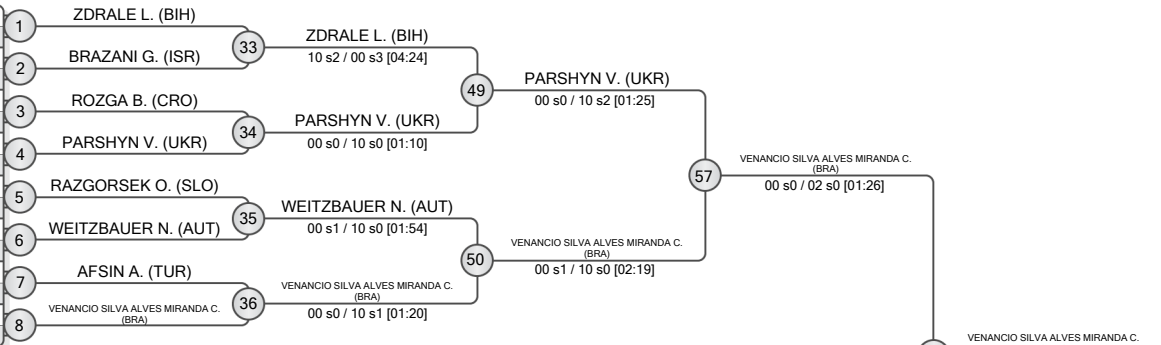 1
ZDRALE L. (BIH)
2
BRAZANI G. (ISR)
33
ZDRALE L. (BIH)
10 s2 / 00 s3 [04:24]
3
ROZGA B. (CRO)
4
PARSHYN V. (UKR)
34
PARSHYN V. (UKR)
00 s0 / 10 s0 [01:10]
49
PARSHYN V. (UKR)
00 s0 / 10 s2 [01:25]
5
RAZGORSEK O. (SLO)
6
WEITZBAUER N. (AUT)
35
WEITZBAUER N. (AUT)
00 s1 / 10 s0 [01:54]
7
AFSIN A. (TUR)
8
VENANCIO SILVA ALVES MIRANDA C.
(BRA)
36
VENANCIO SILVA ALVES MIRANDA C.
(BRA)
00 s0 / 10 s1 [01:20]
50
VENANCIO SILVA ALVES MIRANDA C.
(BRA)
00 s1 / 10 s0 [02:19]
57
VENANCIO SILVA ALVES MIRANDA C.
(BRA)
00 s0 / 02 s0 [01:26]
VENANCIO SILVA ALVES MIRANDA C.